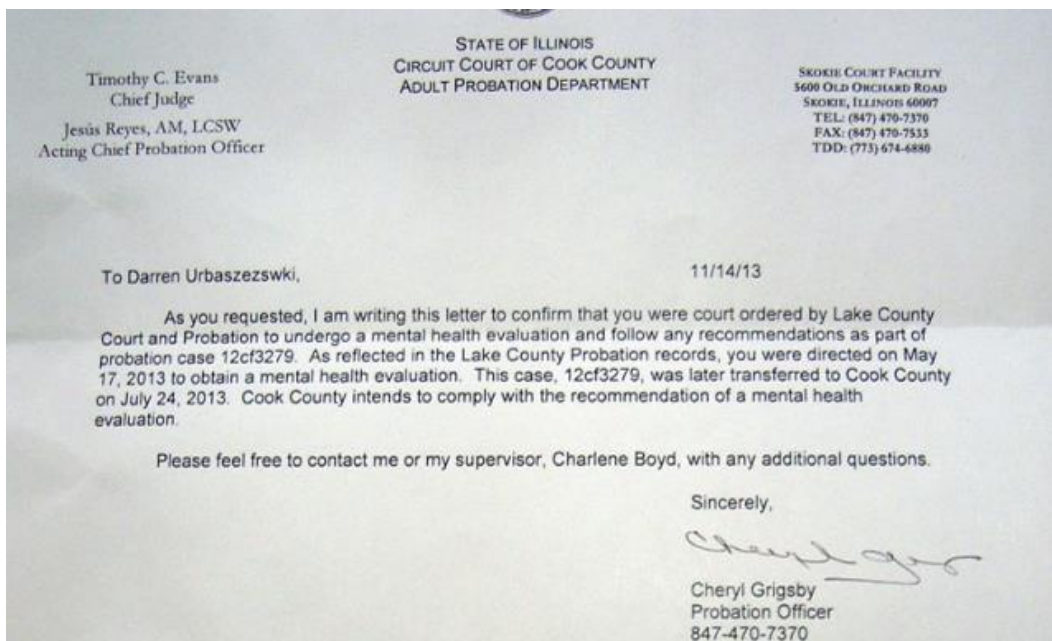 STATE OF ILLINOIS
CIRCUIT COURT OF COOK COUNTY
ADULT PROBATION DEPARTMENT
Timothy C. Evans
Chief Judge
Jesús Reyes, AM, LCSW
Acting Chief Probation Officer
SKOKIE COURT FACILITY
5600 OLD ORCHARD ROAD
SKOKIE, ILLINOIS 60007
TEL: (847) 470-7370
FAX: (847) 470-7533
TDD: (773) 674-6880
To Darren Urbaszezswki,
11/14/13
As you requested, I am writing this letter to confirm that you were court ordered by Lake County
Court and Probation to undergo a mental health evaluation and follow any recommendations as part of
probation case 12cf3279. As reflected in the Lake County Probation records, you were directed on May
17, 2013 to obtain a mental health evaluation. This case, 12cf3279, was later transferred to Cook County
on July 24, 2013. Cook County intends to comply with the recommendation of a mental health
evaluation.
Please feel free to contact me or my supervisor, Charlene Boyd, with any additional questions.
Sincerely,
Cheryl Grigsby
Probation Officer
847-470-7370